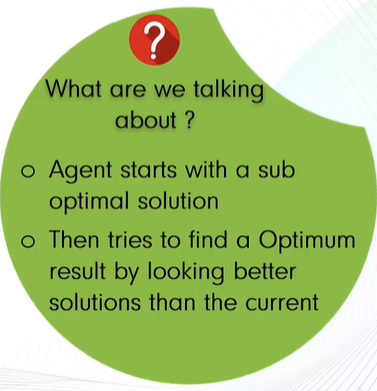 ?
What are we talking
about ?
o Agent starts with a sub
optimal solution
o Then tries to find a Optimum
result by looking better
solutions than the current